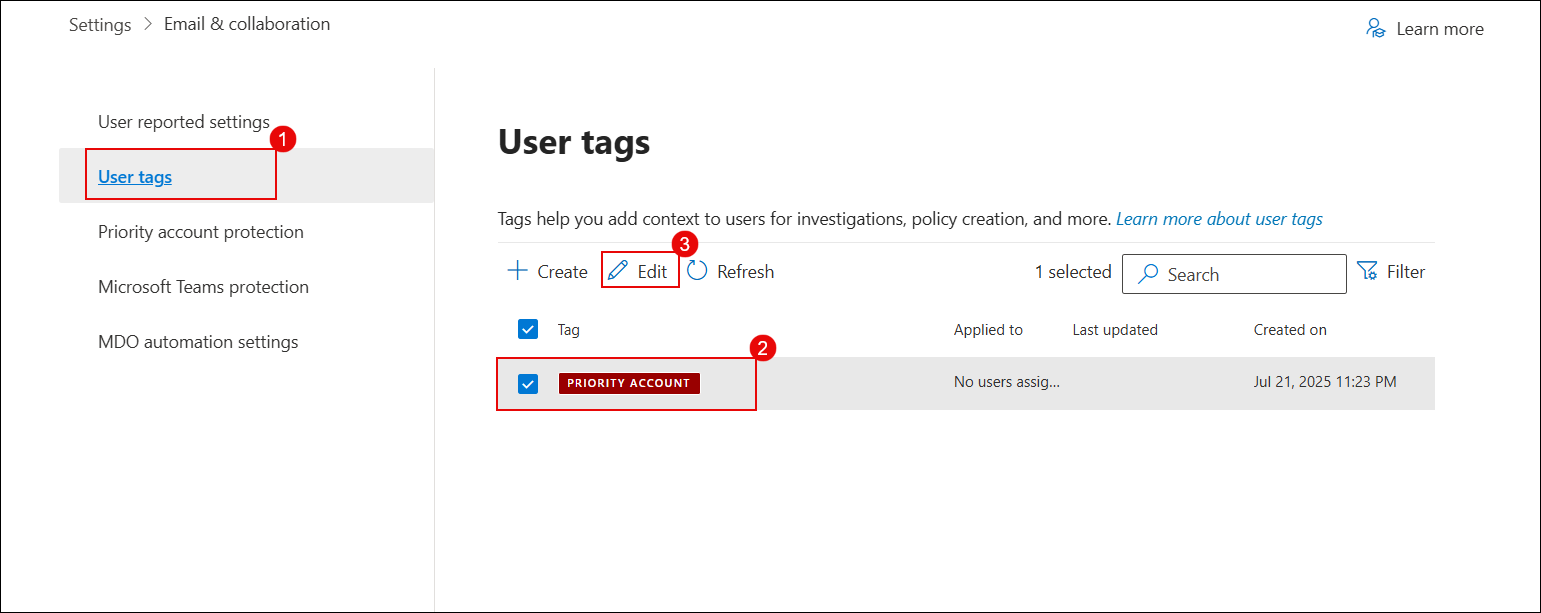 Settings > Email & collaboration
Learn more
User reported settings
1
User tags
Priority account protection
Microsoft Teams protection
MDO automation settings
User tags
Tags help you add context to users for investigations, policy creation, and more. Learn more about user tags
3
Create Edit Refresh 1 selected Search Filter
Tag Applied to Last updated Created on
2
PRIORITY ACCOUNT No users assig... Jul 21, 2025 11:23 PM